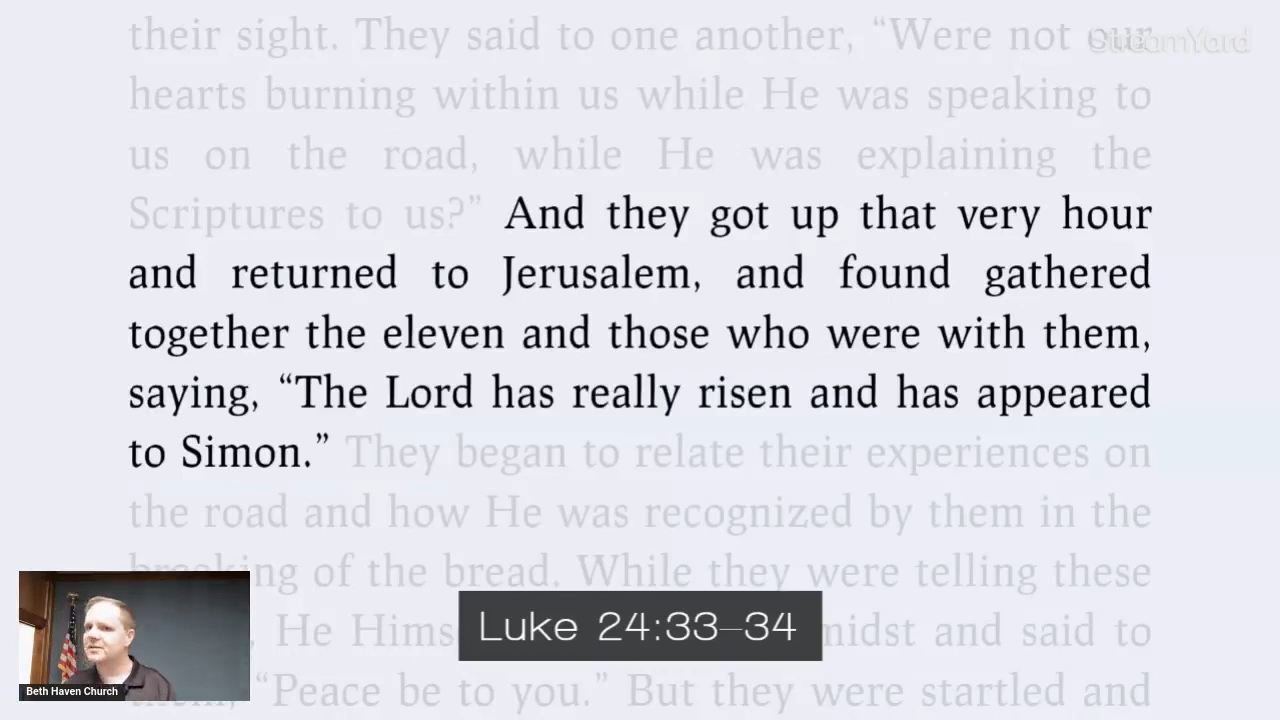 their sight. They said to one another, “Were not our
StreamYard
hearts burning within us while He was speaking to
us on the road, while He was explaining the
Scriptures to us?” And they got up that very hour
and returned to Jerusalem, and found gathered
together the eleven and those who were with them,
saying, “The Lord has really risen and has appeared
to Simon.” They began to relate their experiences on
the road and how He was recognized by them in the
breaking of the bread. While they were telling these
, He Hims midst and said to
Luke 24:33–34
them, “Peace be to you.” But they were startled and
Beth Haven Church